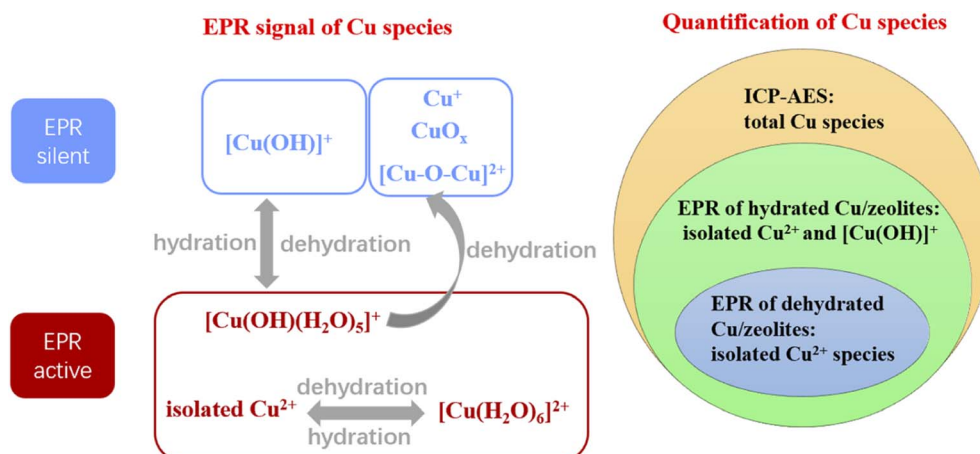 EPR signal of Cu species
EPR
silent
[Cu(OH)]⁺
Cu⁺
CuOₓ
[Cu-O-Cu]²⁺
hydration
dehydration
dehydration
EPR
active
[Cu(OH)(H₂O)₅]⁺
isolated Cu²⁺
dehydration
hydration
[Cu(H₂O)₆]²⁺
Quantification of Cu species
ICP-AES:
total Cu species
EPR of hydrated Cu/zeolites:
isolated Cu²⁺ and [Cu(OH)]⁺
EPR of dehydrated
Cu/zeolites:
isolated Cu²⁺ species